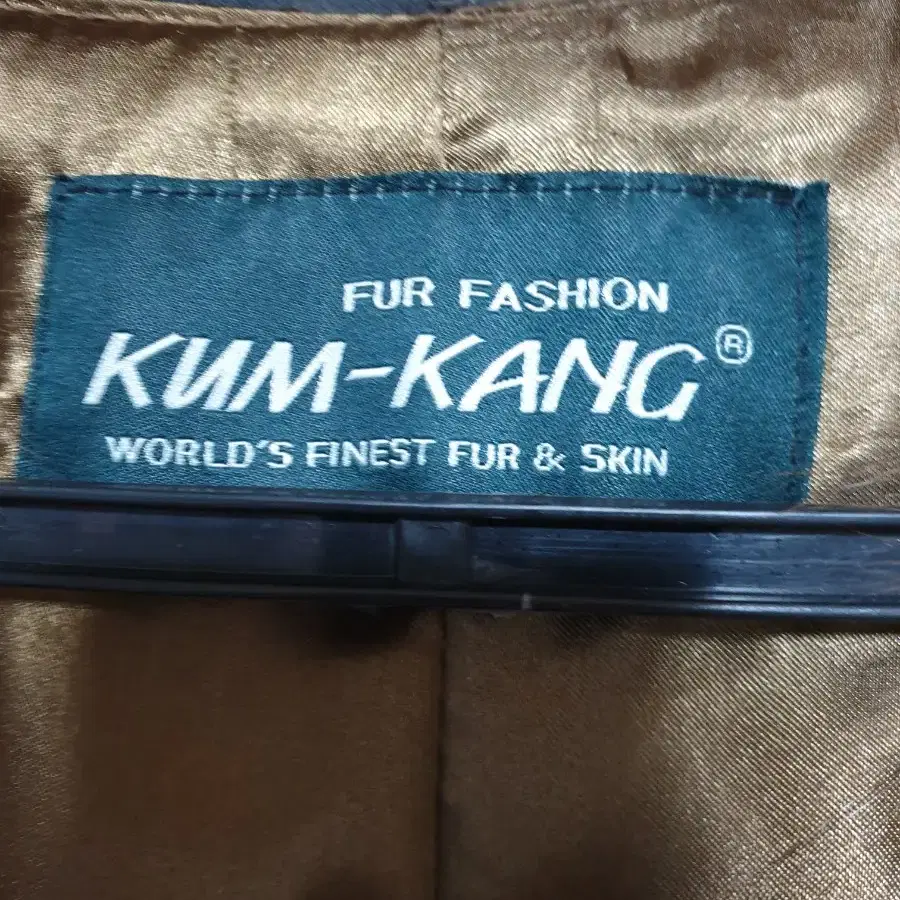 FUR FASHION
KUM-KANG®
WORLD'S FINEST FUR & SKIN